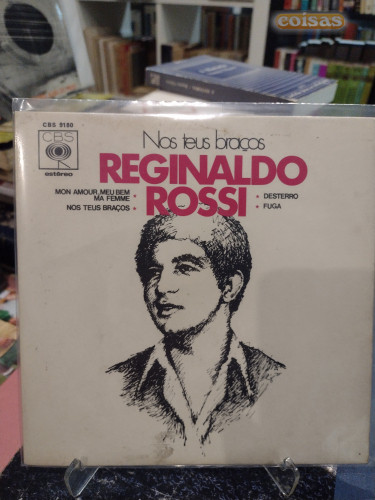 coisas
CBS 9180
CBS
estéreo
Nos teus braços
REGINALDO
ROSSI
MON AMOUR, MEU BEM
MA FEMME
NOS TEUS BRAÇOS
DESTERRO
FUGA